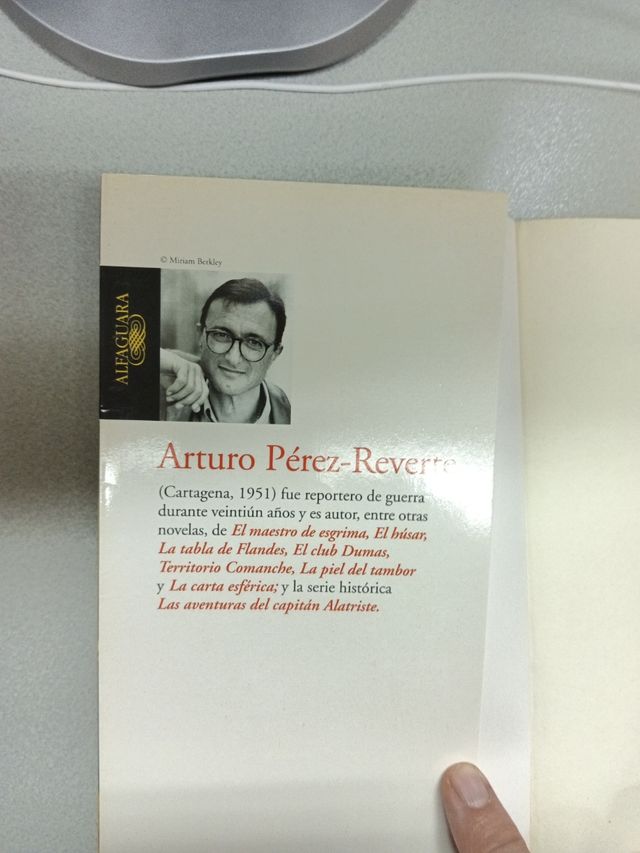 © Miriam Berkley
ALFAGUARA
Arturo Pérez-Reverte
(Cartagena, 1951) fue reportero de guerra
durante veintiún años y es autor, entre otras
novelas, de El maestro de esgrima, El húsar,
La tabla de Flandes, El club Dumas,
Territorio Comanche, La piel del tambor
y La carta esférica; y la serie histórica
Las aventuras del capitán Alatriste.